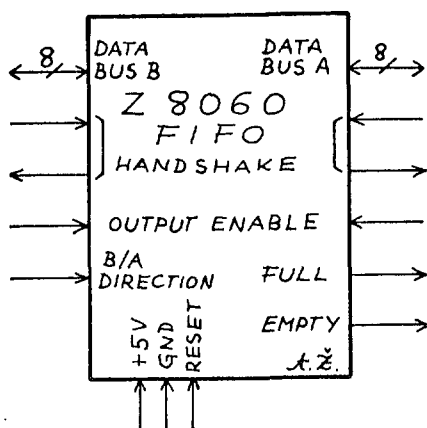 8
DATA
BUS B
DATA
BUS A
8
Z 8060
FIFO
HANDSHAKE
OUTPUT ENABLE
B/A
DIRECTION
FULL
EMPTY
+5V
GND
RESET
A.Ž.